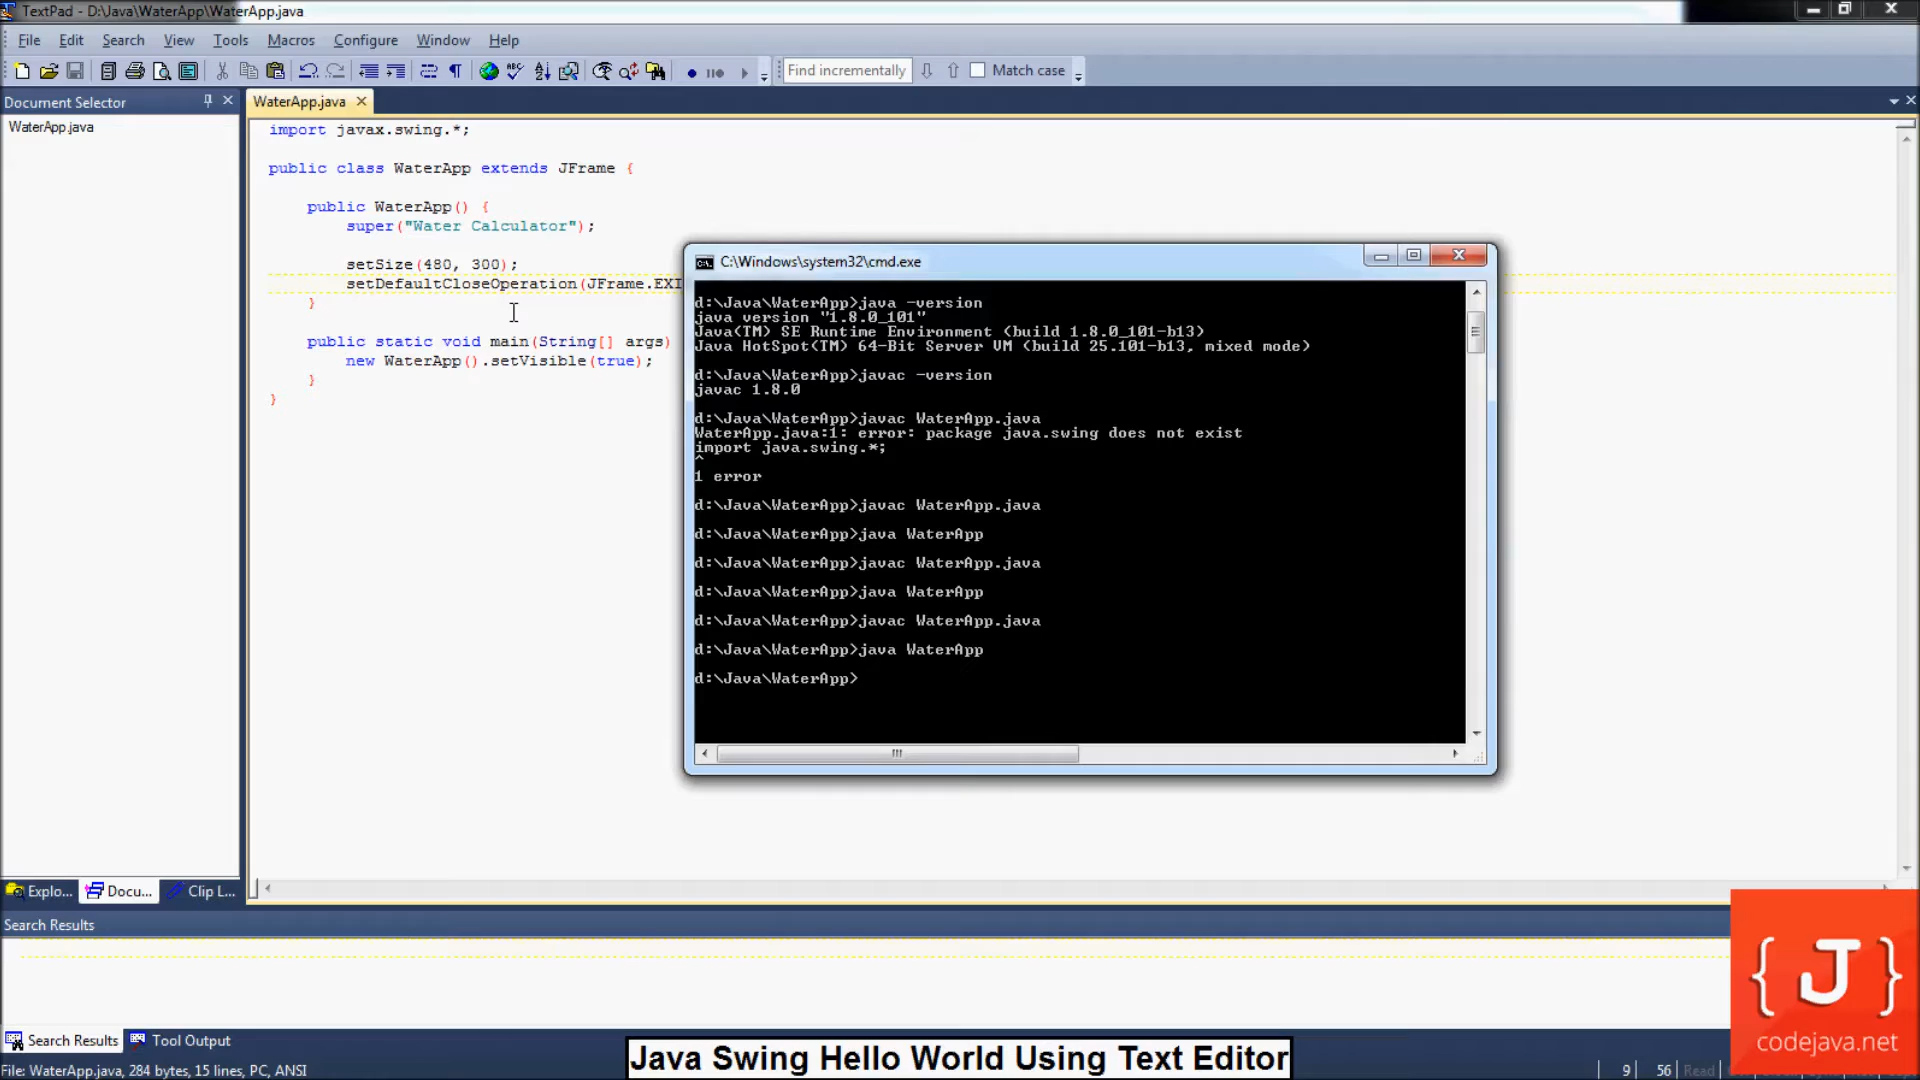 TextPad - D:\Java\WaterApp\WaterApp.java
File Edit Search View Tools Macros Configure Window Help
Find incrementally Match case
Document Selector
WaterApp.java
WaterApp.java
import javax.swing.*;
public class WaterApp extends JFrame {
public WaterApp() {
super("Water Calculator");
setSize(480, 300);
setDefaultCloseOperation(JFrame.EXI
}
public static void main(String[] args)
new WaterApp().setVisible(true);
}
}
C:\Windows\system32\cmd.exe
d:\Java\WaterApp>java -version
java version "1.8.0_101"
Java(TM) SE Runtime Environment (build 1.8.0_101-b13)
Java HotSpot(TM) 64-Bit Server VM (build 25.101-b13, mixed mode)
d:\Java\WaterApp>javac -version
javac 1.8.0
d:\Java\WaterApp>javac WaterApp.java
WaterApp.java:1: error: package java.swing does not exist
import java.swing.*;
^
1 error
d:\Java\WaterApp>javac WaterApp.java
d:\Java\WaterApp>java WaterApp
d:\Java\WaterApp>javac WaterApp.java
d:\Java\WaterApp>java WaterApp
d:\Java\WaterApp>javac WaterApp.java
d:\Java\WaterApp>java WaterApp
d:\Java\WaterApp>
Explo... Docu... Clip L...
Search Results
Search Results Tool Output
File: WaterApp.java, 284 bytes, 15 lines, PC, ANSI
9 56 Read
Java Swing Hello World Using Text Editor
{ J }
codejava.net